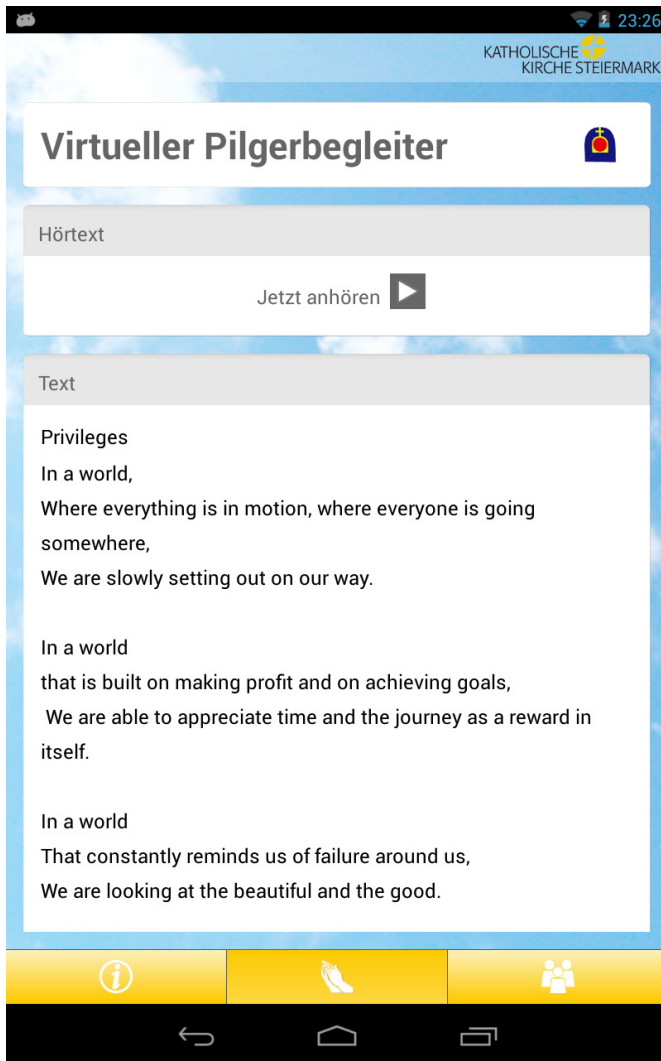 23:26
KATHOLISCHE
KIRCHE STEIERMARK
Virtueller Pilgerbegleiter
Hörtext
Jetzt anhören
Text
Privileges
In a world,
Where everything is in motion, where everyone is going
somewhere,
We are slowly setting out on our way.
In a world
that is built on making profit and on achieving goals,
We are able to appreciate time and the journey as a reward in
itself.
In a world
That constantly reminds us of failure around us,
We are looking at the beautiful and the good.